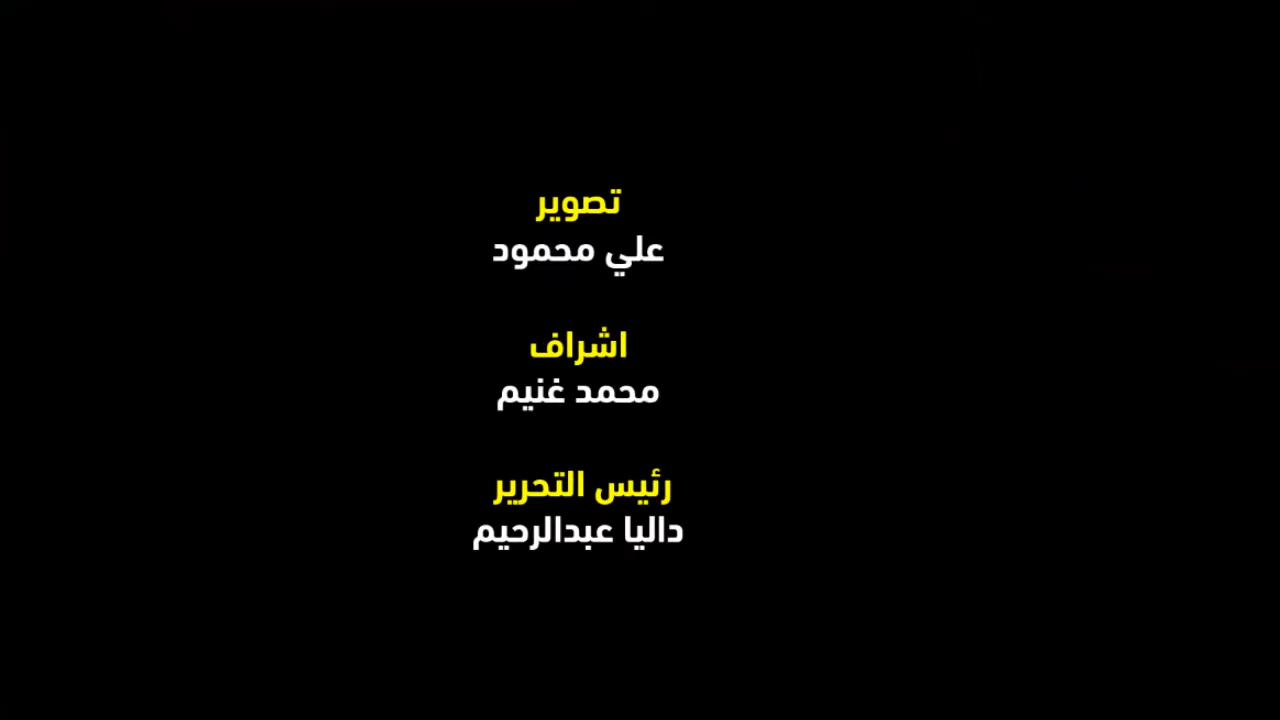 تصوير
علي محمود
اشراف
محمد غنيم
رئيس التحرير
داليا عبدالرحيم